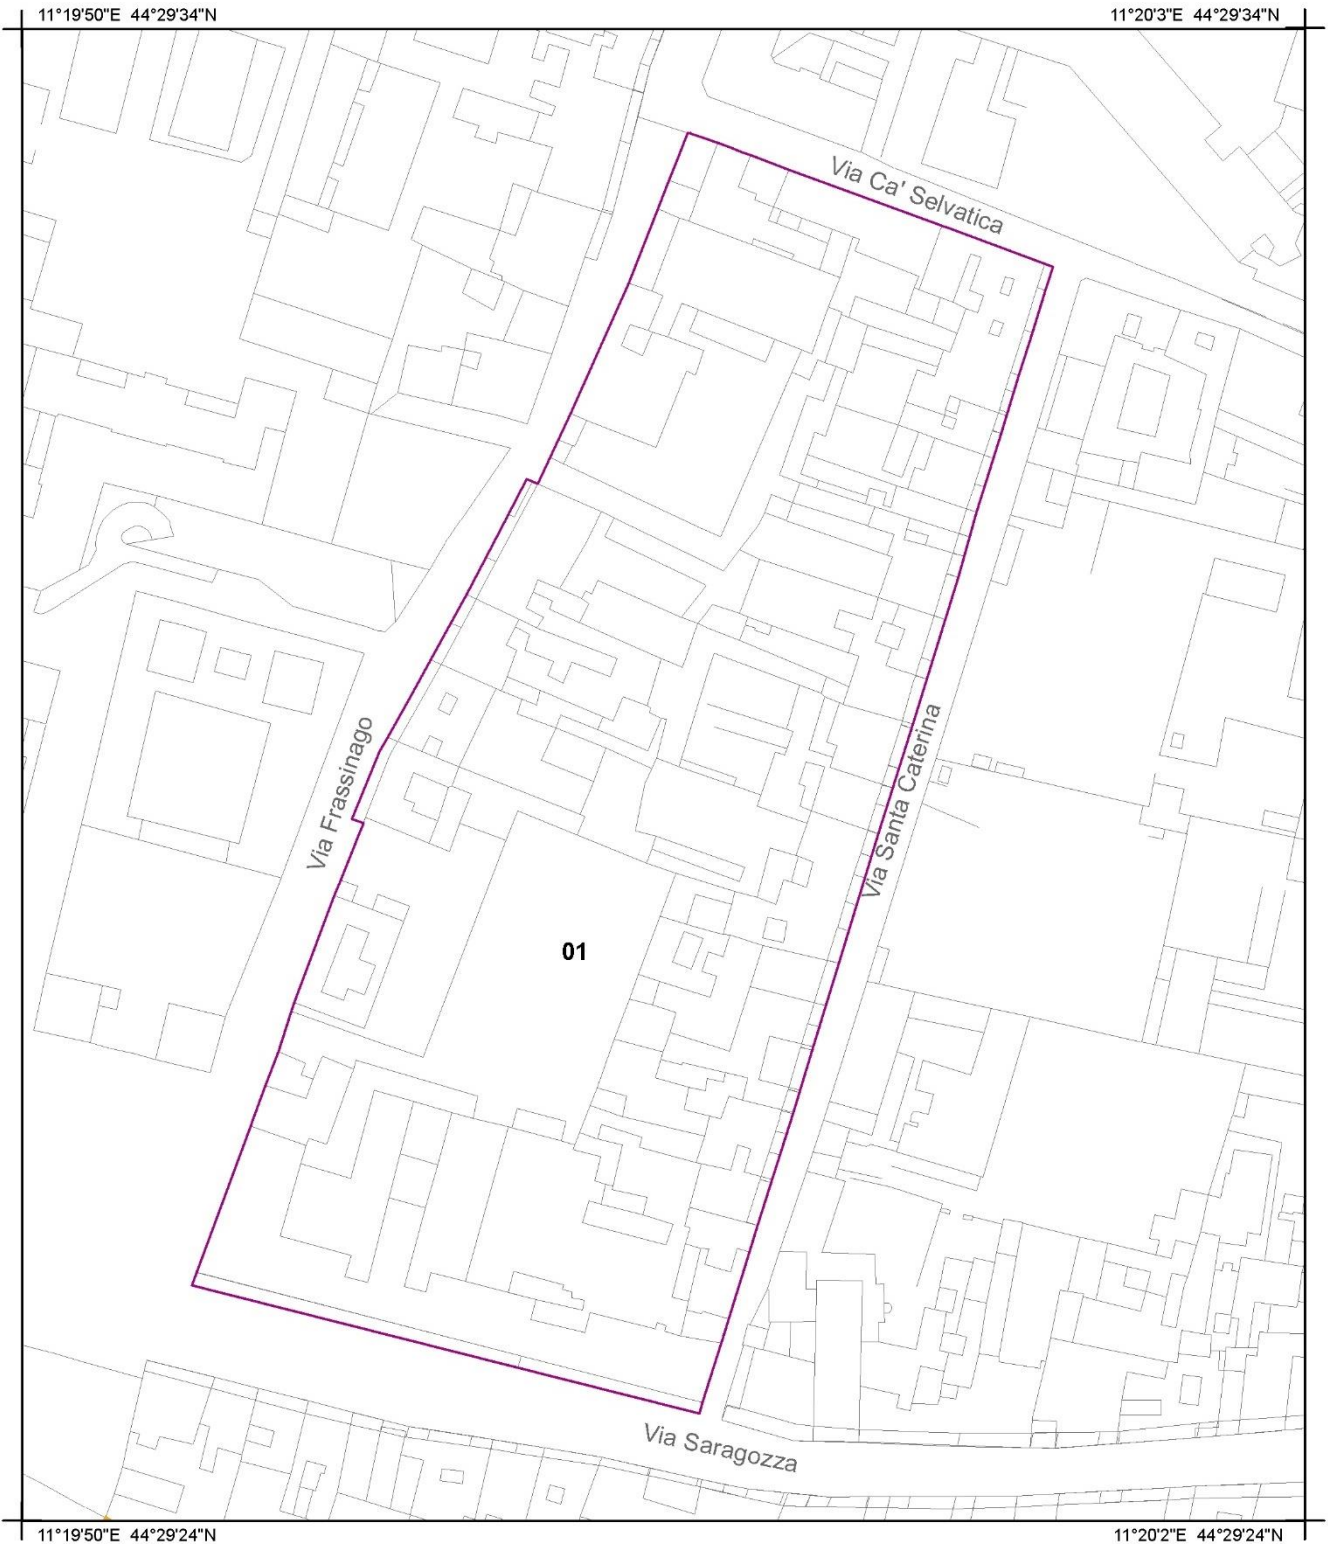 11°19'50"E 44°29'34"N
11°20'3"E 44°29'34"N
Via Ca' Selvatica
Via Frassinago
Via Santa Caterina
01
Via Saragozza
11°19'50"E 44°29'24"N
11°20'2"E 44°29'24"N